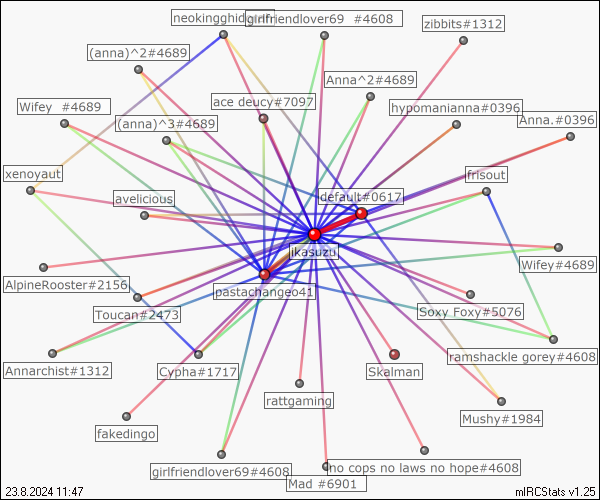 neokingghidorah
girlfriendlover69 #4608
zibbits#1312
(anna)^2#4689
Anna^2#4689
Wifey #4689
ace deucy#7097
hypomanianna#0396
(anna)^3#4689
Anna.#0396
xenoyaut
frisout
avelicious
default#0617
ikasuzu
Wifey#4689
AlpineRooster#2156
pastachangeo41
Toucan#2473
Soxy Foxy#5076
Annarchist#1312
Cypha#1717
Skalman
ramshackle gorey#4608
rattgaming
Mushy#1984
fakedingo
girlfriendlover69#4608
no cops no laws no hope#4608
Mad #6901
23.8.2024 11:47
mIRCStats v1.25